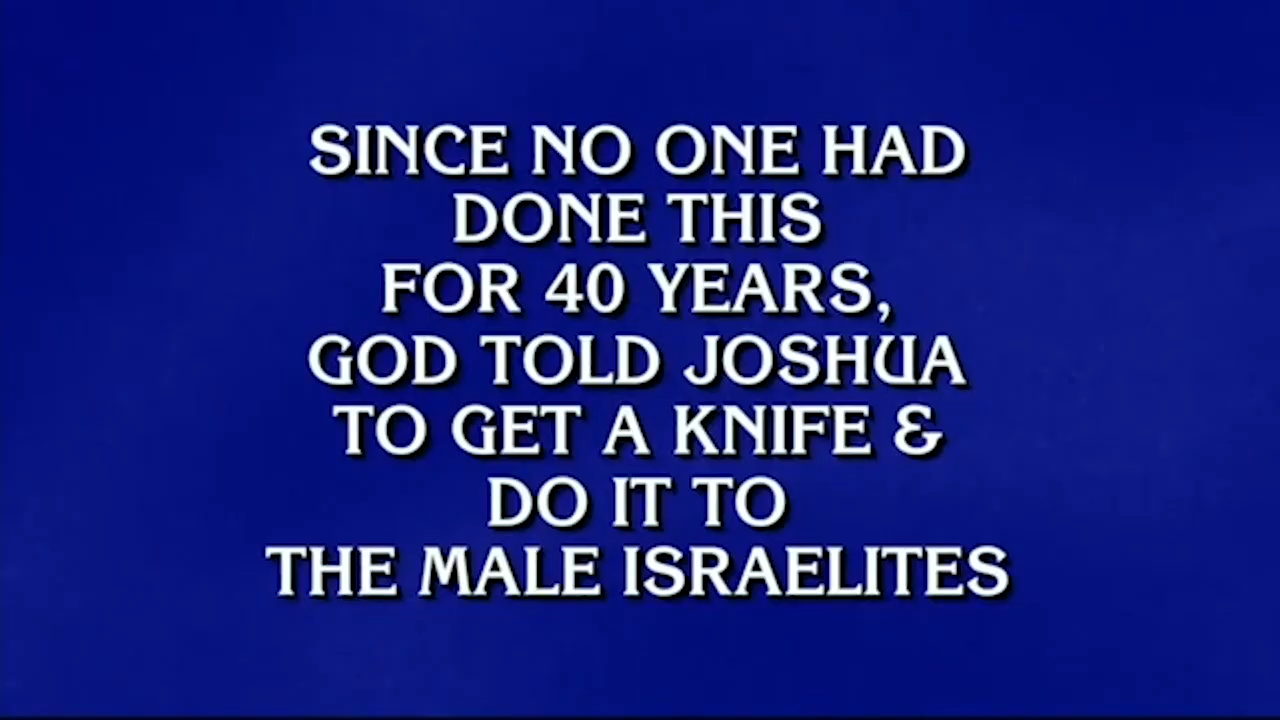 SINCE NO ONE HAD
DONE THIS
FOR 40 YEARS,
GOD TOLD JOSHUA
TO GET A KNIFE &
DO IT TO
THE MALE ISRAELITES